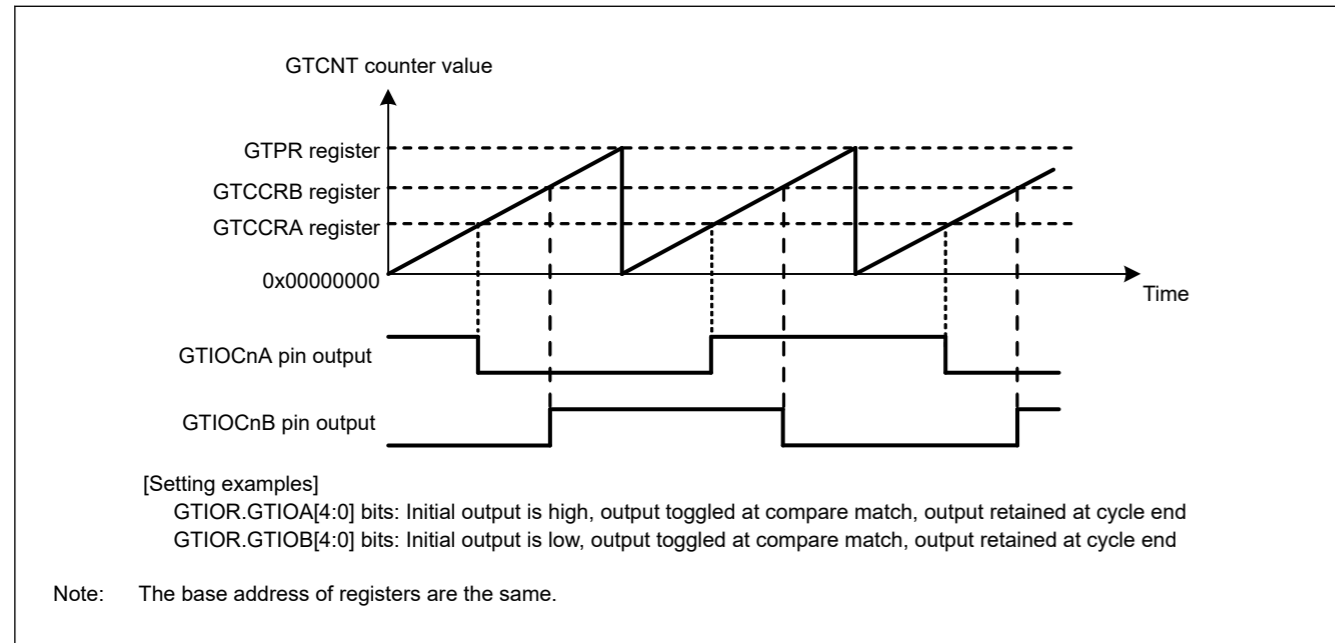 GTCNT counter value
GTPR register
GTCCRB register
GTCCRA register
0x00000000
Time
GTIOCnA pin output
GTIOCnB pin output
[Setting examples]
GTIOR.GTIOA[4:0] bits: Initial output is high, output toggled at compare match, output retained at cycle end
GTIOR.GTIOB[4:0] bits: Initial output is low, output toggled at compare match, output retained at cycle end
Note: The base address of registers are the same.